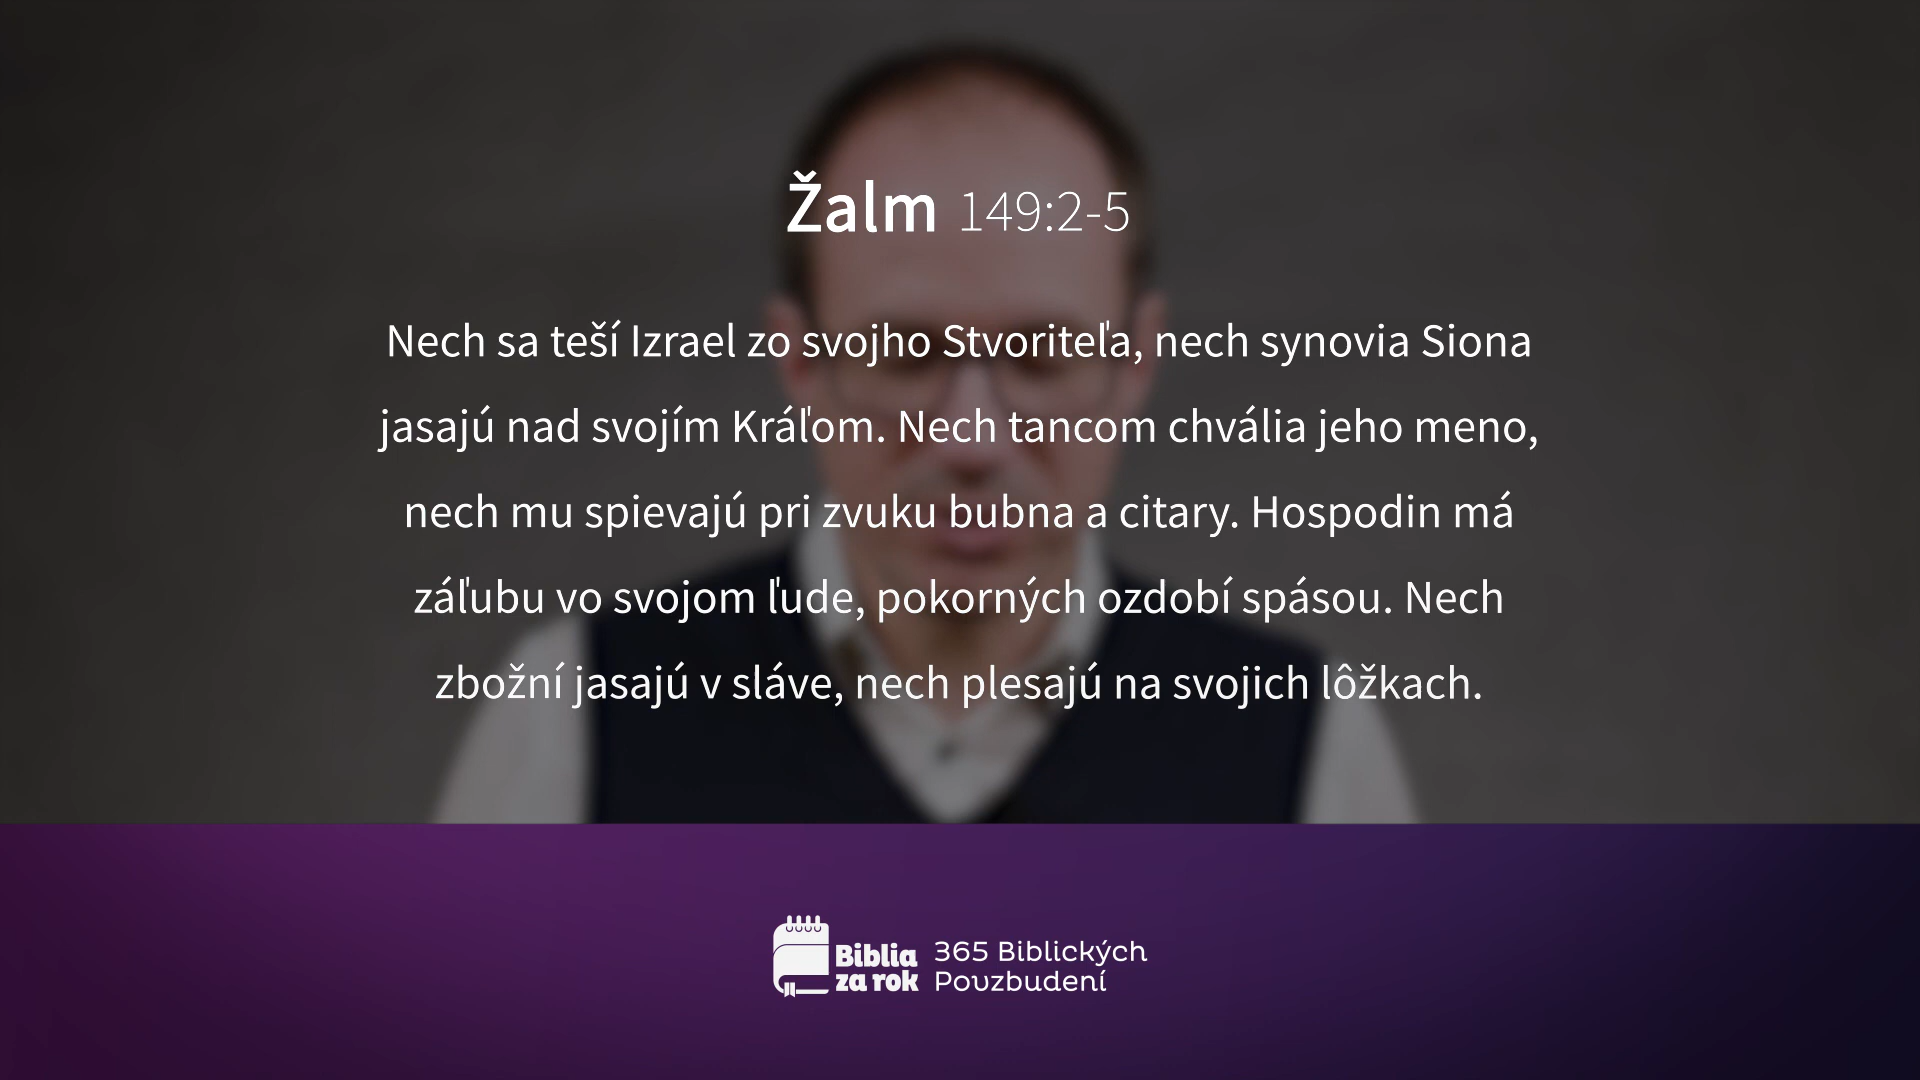 Žalm 149:2-5
Nech sa teší Izrael zo svojho Stvoriteľa, nech synovia Siona
jasajú nad svojím Kráľom. Nech tancom chvália jeho meno,
nech mu spievajú pri zvuku bubna a citary. Hospodin má
záľubu vo svojom ľude, pokorných ozdobí spásou. Nech
zbožní jasajú v sláve, nech plesajú na svojich lôžkach.
Biblia
za rok
365 Biblických
Povzbudení